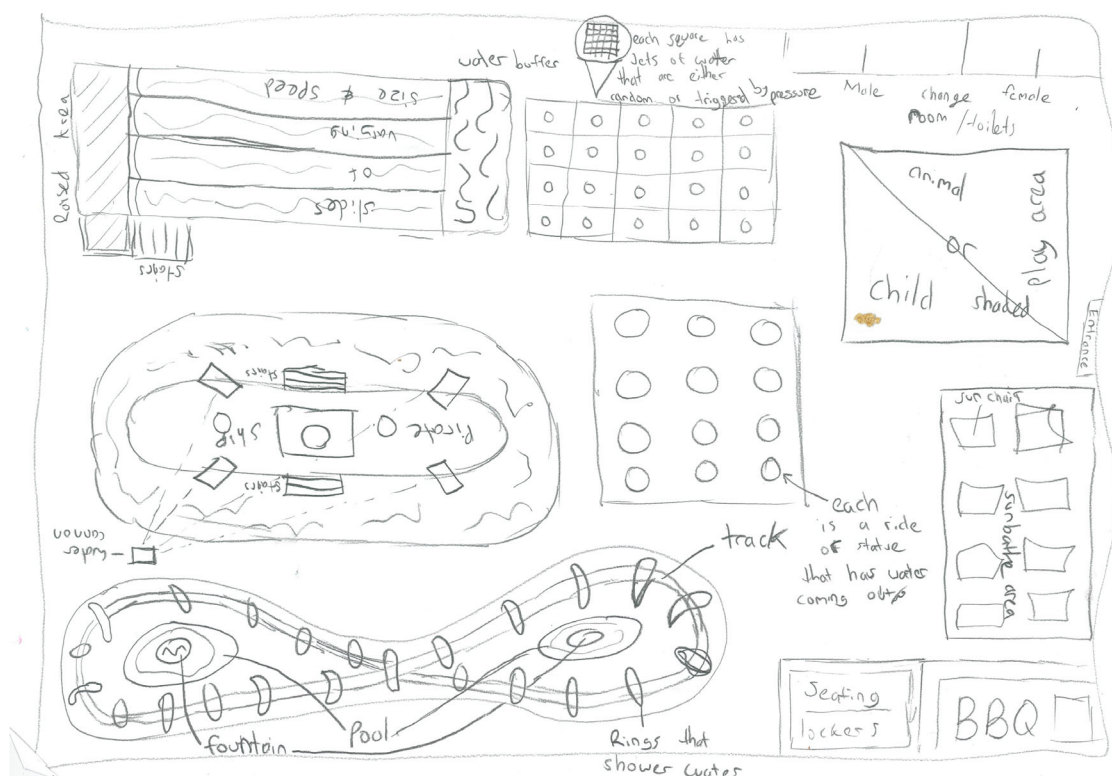 water buffer
each square has
Jets of water
that are either
random or triggered by pressure
Male
change
room /toilets
female
Raised Area
slides
of
varying
size & speed
stairs
animal
or
play area
child
shaded
Entrance
stairs
Pirate
Ship
stairs
water
cannon
sun chair
sunbathe area
each
is a ride
or statue
that has water
coming out
track
Pool
fountain
Rings that
shower water
Seating
lockers
BBQ